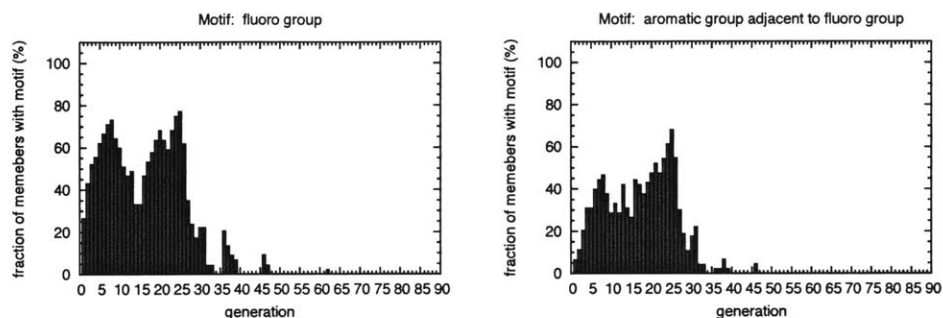 Motif: fluoro group
fraction of memebers with motif (%)
100
80
60
40
20
0
0 5 10 15 20 25 30 35 40 45 50 55 60 65 70 75 80 85 90
generation
Motif: aromatic group adjacent to fluoro group
fraction of memebers with motif (%)
100
80
60
40
20
0
0 5 10 15 20 25 30 35 40 45 50 55 60 65 70 75 80 85 90
generation